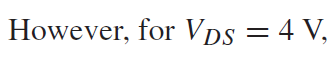 However, for V_DS = 4 V,